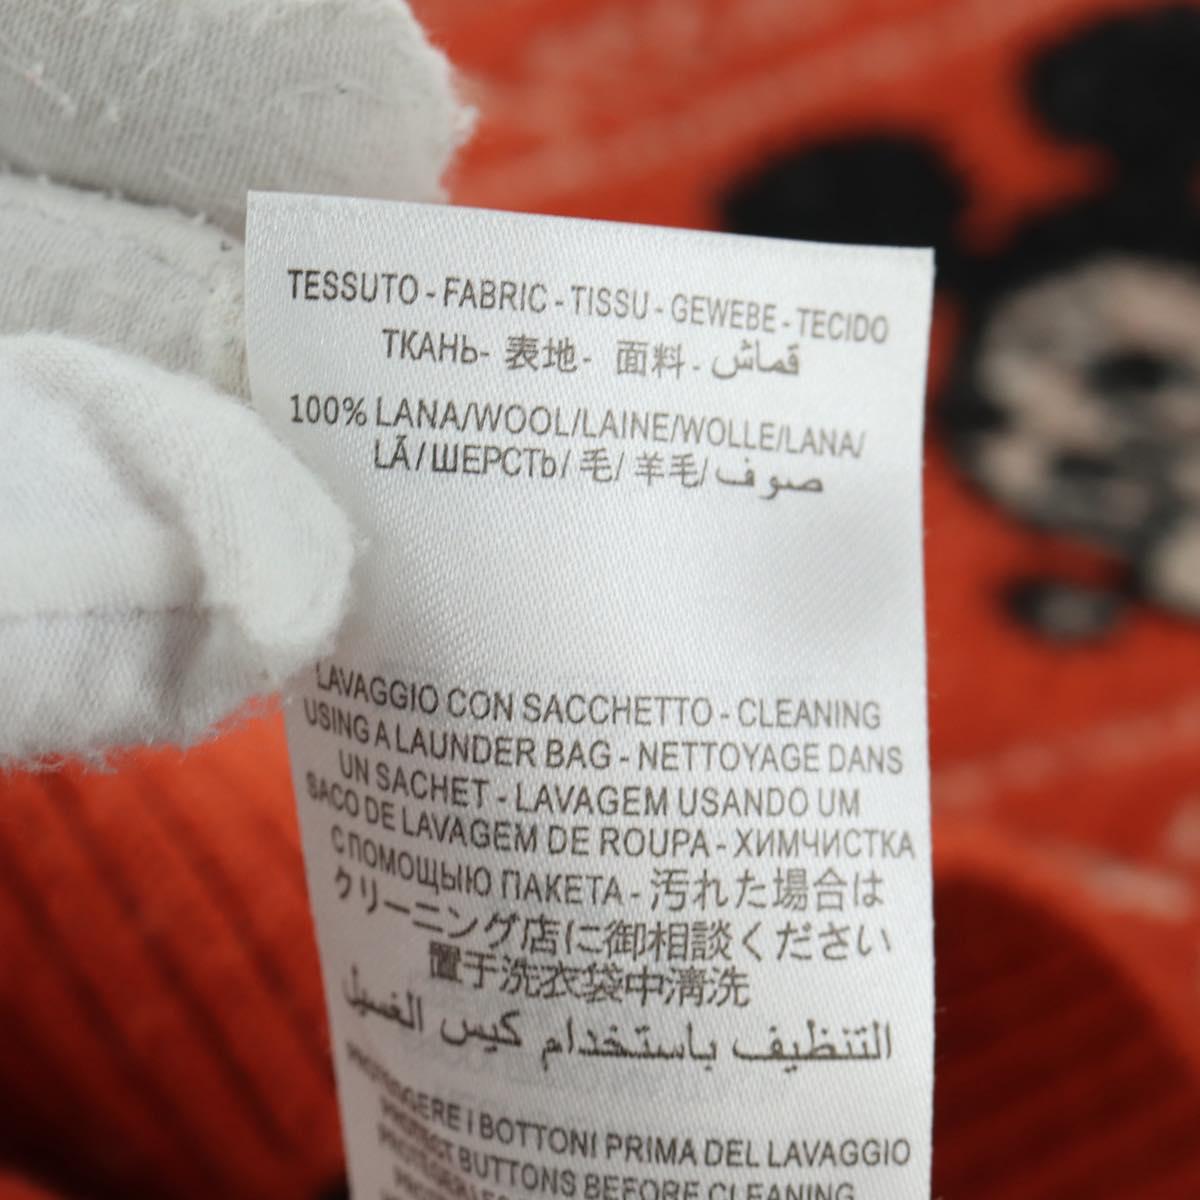 TESSUTO - FABRIC - TISSU - GEWEBE - TECIDO
ТКАНЬ- 表地 - 面料 - قماش
100% LANA/WOOL/LAINE/WOLLE/LANA/
LÃ/ШЕРСТЬ/ 毛/ 羊毛/ صوف
LAVAGGIO CON SACCHETTO - CLEANING
USING A LAUNDER BAG - NETTOYAGE DANS
UN SACHET - LAVAGEM USANDO UM
SACO DE LAVAGEM DE ROUPA - ХИМЧИСТКА
С ПОМОЩЬЮ ПАКЕТА - 汚れた場合は
クリーニング店に御相談ください
置于洗衣袋中清洗
التنظيف باستخدام كيس الغسيل
PROTEGGERE I BOTTONI PRIMA DEL LAVAGGIO
PROTECT BUTTONS BEFORE CLEANING